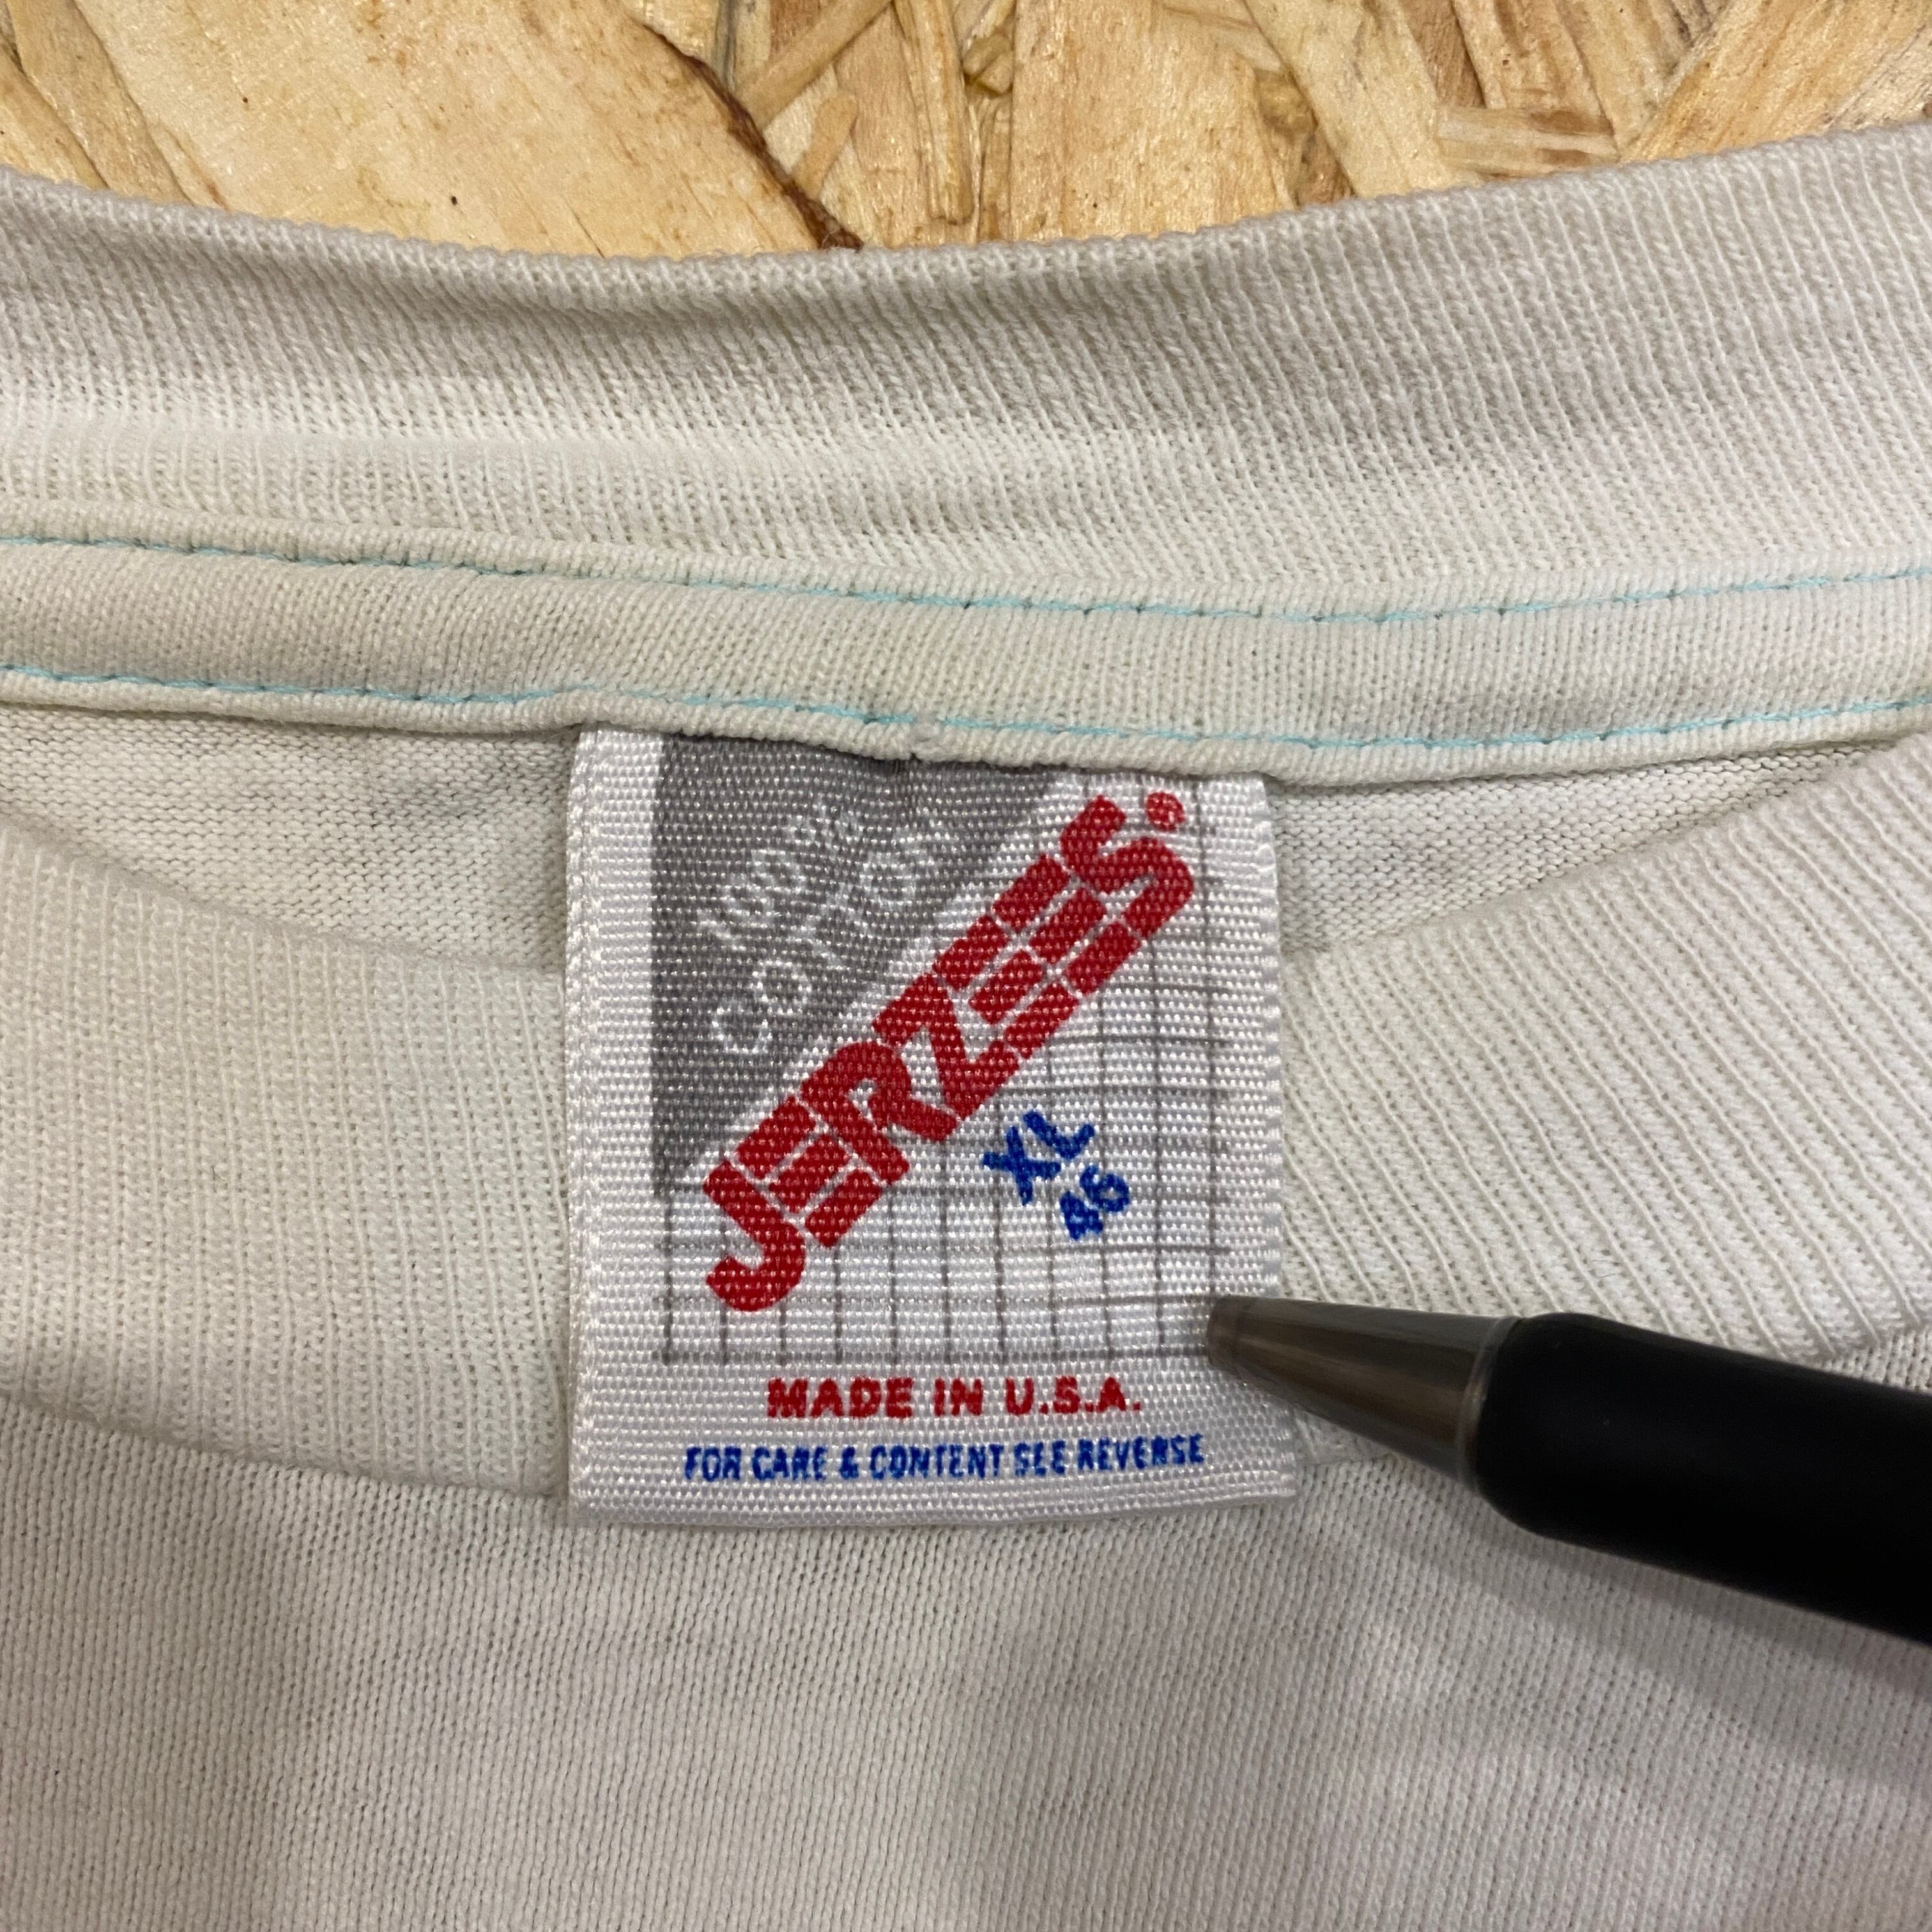 100%
cotton
JERZEES.
XL
46
MADE IN U.S.A.
FOR CARE & CONTENT SEE REVERSE